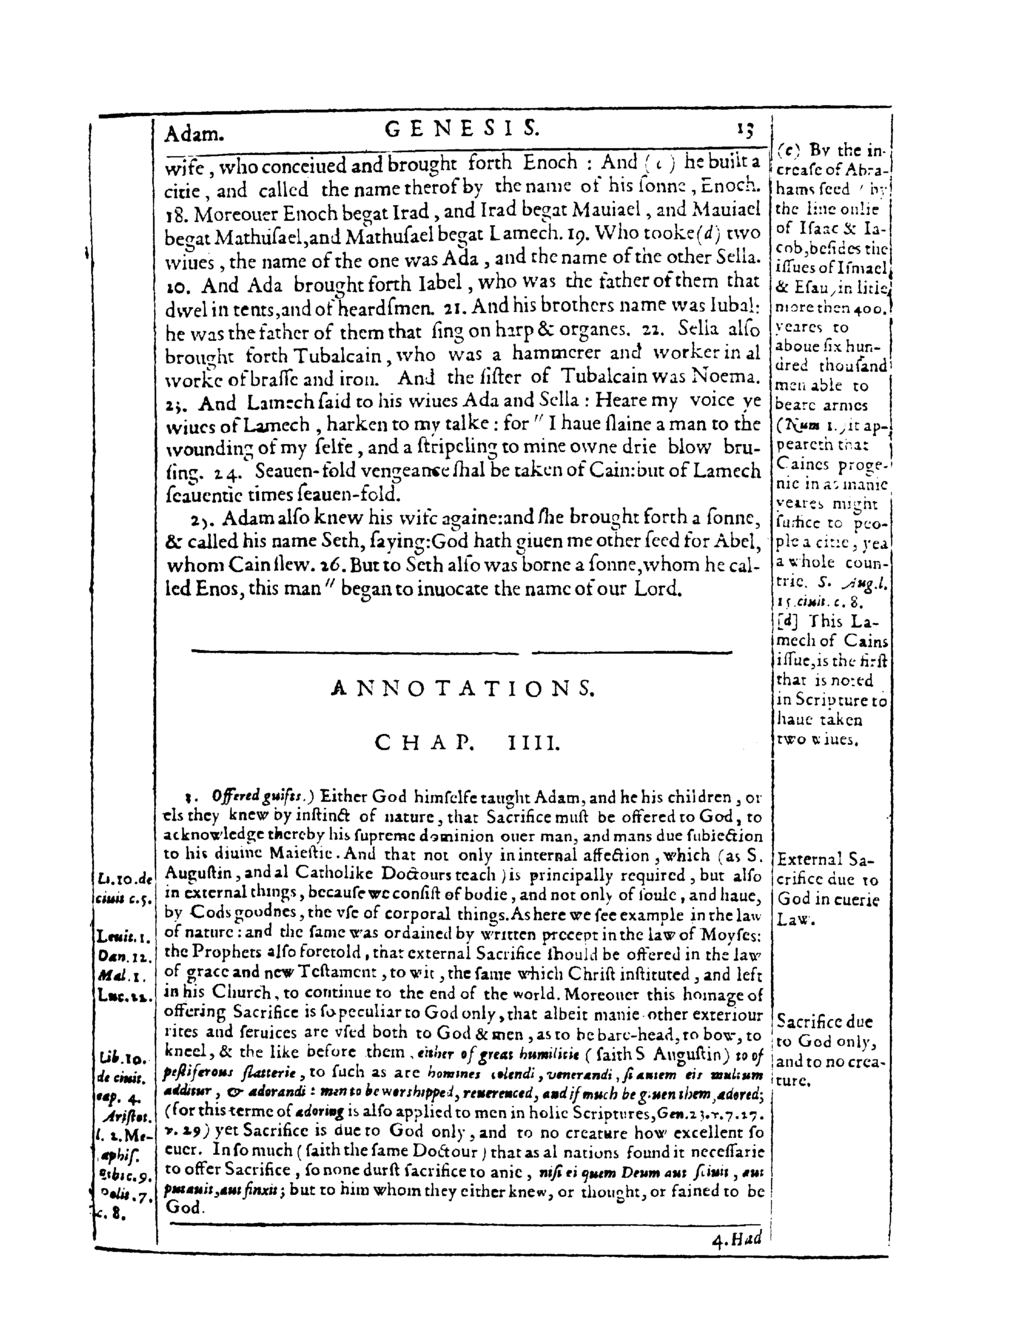 Adam. GENESIS. 13
wife, who conceiued and brought forth Enoch : And (c) he built a
citie, and called the name therof by the name of his ſonne, Enoch.
18. Moreouer Enoch begat Irad, and Irad begat Mauiael, and Mauiael
begat Mathuſael, and Mathuſael begat Lamech. 19. Who tooke (d) two
wiues, the name of the one was Ada, and the name of the other Sella.
20. And Ada brought forth Iabel, who was the father of them that
dwel in tents, and of heardſmen. 21. And his brothers name was Iubal:
he was the father of them that ſing on harp & organes. 22. Sella alſo
brought forth Tubalcain, who was a hammerer and worker in al
worke of braſſe and iron. And the ſiſter of Tubalcain was Noema.
23. And Lamech ſaid to his wiues Ada and Sella : Heare my voice ye
wiues of Lamech, harken to my talke : for " I haue ſlaine a man to the
wounding of my ſelfe, and a ſtripeling to mine owne drie blow bru-
ſing. 24. Seauen-fold vengeance ſhal be taken of Cain: but of Lamech
ſeauentie times ſeauen-fold.
25. Adam alſo knew his wife againe: and ſhe brought forth a ſonne,
& called his name Seth, ſaying: God hath giuen me other ſeed for Abel,
whom Cain ſlew. 26. But to Seth alſo was borne a ſonne, whom he cal-
led Enos, this man " began to inuocate the name of our Lord.
(c) By the in-
creaſe of Abra-
hams ſeed (by
the line onlie
of Iſaac & Ia-
cob, beſides the
iſſues of Iſmael
& Eſau, in litle
more then 400.
yeares to
aboue ſix hun-
dred thouſand
men able to
beare armes
(Num 1., it ap-
peareth that
Caines proge-
nie in as manie
yeares might
ſuffice to peo-
ple a citie, yea
a whole coun-
trie. S. Aug. l.
15. ciuit. c. 8.
[d] This La-
mech of Cains
iſſue, is the firſt
that is noted
in Scripture to
haue taken
two wiues.
ANNOTATIONS.
CHAP. IIII.
3. Offered guifts.) Either God himſelfe taught Adam, and he his children, or
els they knew by inſtinct of nature, that Sacrifice muſt be offered to God, to
acknowledge thereby his ſupreme dominion ouer man, and mans due ſubiection
to his diuine Maieſtie. And that not only in internal affection, which (as S.
Auguſtin, and al Catholike Doctours teach) is principally required, but alſo
in external things, becauſe we conſiſt of bodie, and not only of ſoule, and haue,
by Gods goodnes, the vſe of corporal things. As here we ſee example in the law
of nature : and the ſame was ordained by written precept in the law of Moyſes:
the Prophets alſo foretold, that external Sacrifice ſhould be offered in the law
of grace and new Teſtament, to wit, the ſame which Chriſt inſtituted, and left
in his Church, to continue to the end of the world. Moreouer this homage of
offering Sacrifice is ſo peculiar to God only, that albeit manie other exteriour
rites and ſeruices are vſed both to God & men, as to be bare-head, to bow, to
kneel, & the like before them, either of great humilitie (ſaith S Auguſtin) to of
peſtiferous flatterie, to ſuch as are homines colendi, venerandi, ſi autem eis multum
additur, & adorandi : men to be worshipped, reuerenced, and if much be giuen them, adored;
(for this terme of adoring is alſo applied to men in holie Scriptures, Gen. 23. v. 7. 27.
v. 29) yet Sacrifice is due to God only, and to no creature how excellent ſo
euer. In ſo much (ſaith the ſame Doctour) that as al nations found it neceſſarie
to offer Sacrifice, ſo none durſt ſacrifice to anie, niſi ei quem Deum aut ſciuit, aut
putauit, aut finxit; but to him whom they either knew, or thought, or fained to be
God.
Li. 10. de
ciuit c. 5.
Leuit. 1.
Dan. 12.
Mal. 1.
Luc. 22.
Lib. 10.
de ciuit.
cap. 4.
Ariſtot.
l. 2. Me-
aphiſ.
Ethic. 9.
Polit. 7.
c. 8.
External Sa-
crifice due to
God in euerie
Law.
Sacrifice due
to God only,
and to no crea-
ture.
4. Had